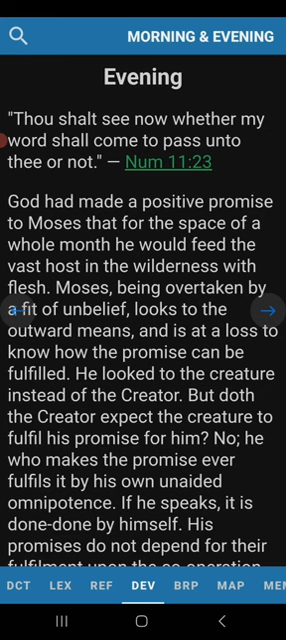 MORNING & EVENING
Evening
"Thou shalt see now whether my
word shall come to pass unto
thee or not." — Num 11:23
God had made a positive promise
to Moses that for the space of a
whole month he would feed the
vast host in the wilderness with
flesh. Moses, being overtaken by
a fit of unbelief, looks to the
outward means, and is at a loss to
know how the promise can be
fulfilled. He looked to the creature
instead of the Creator. But doth
the Creator expect the creature to
fulfil his promise for him? No; he
who makes the promise ever
fulfils it by his own unaided
omnipotence. If he speaks, it is
done-done by himself. His
promises do not depend for their
fulfilment upon the co-operation
DCT LEX REF DEV BRP MAP MEN